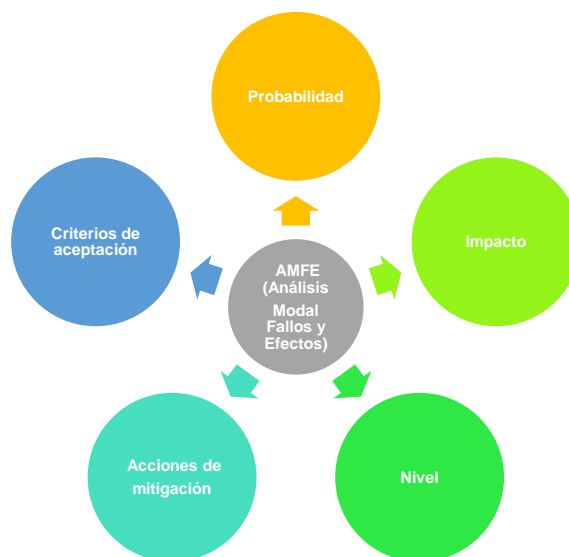 Probabilidad
Criterios de
aceptación
Impacto
AMFE
(Análisis
Modal
Fallos y
Efectos)
Acciones de
mitigación
Nivel